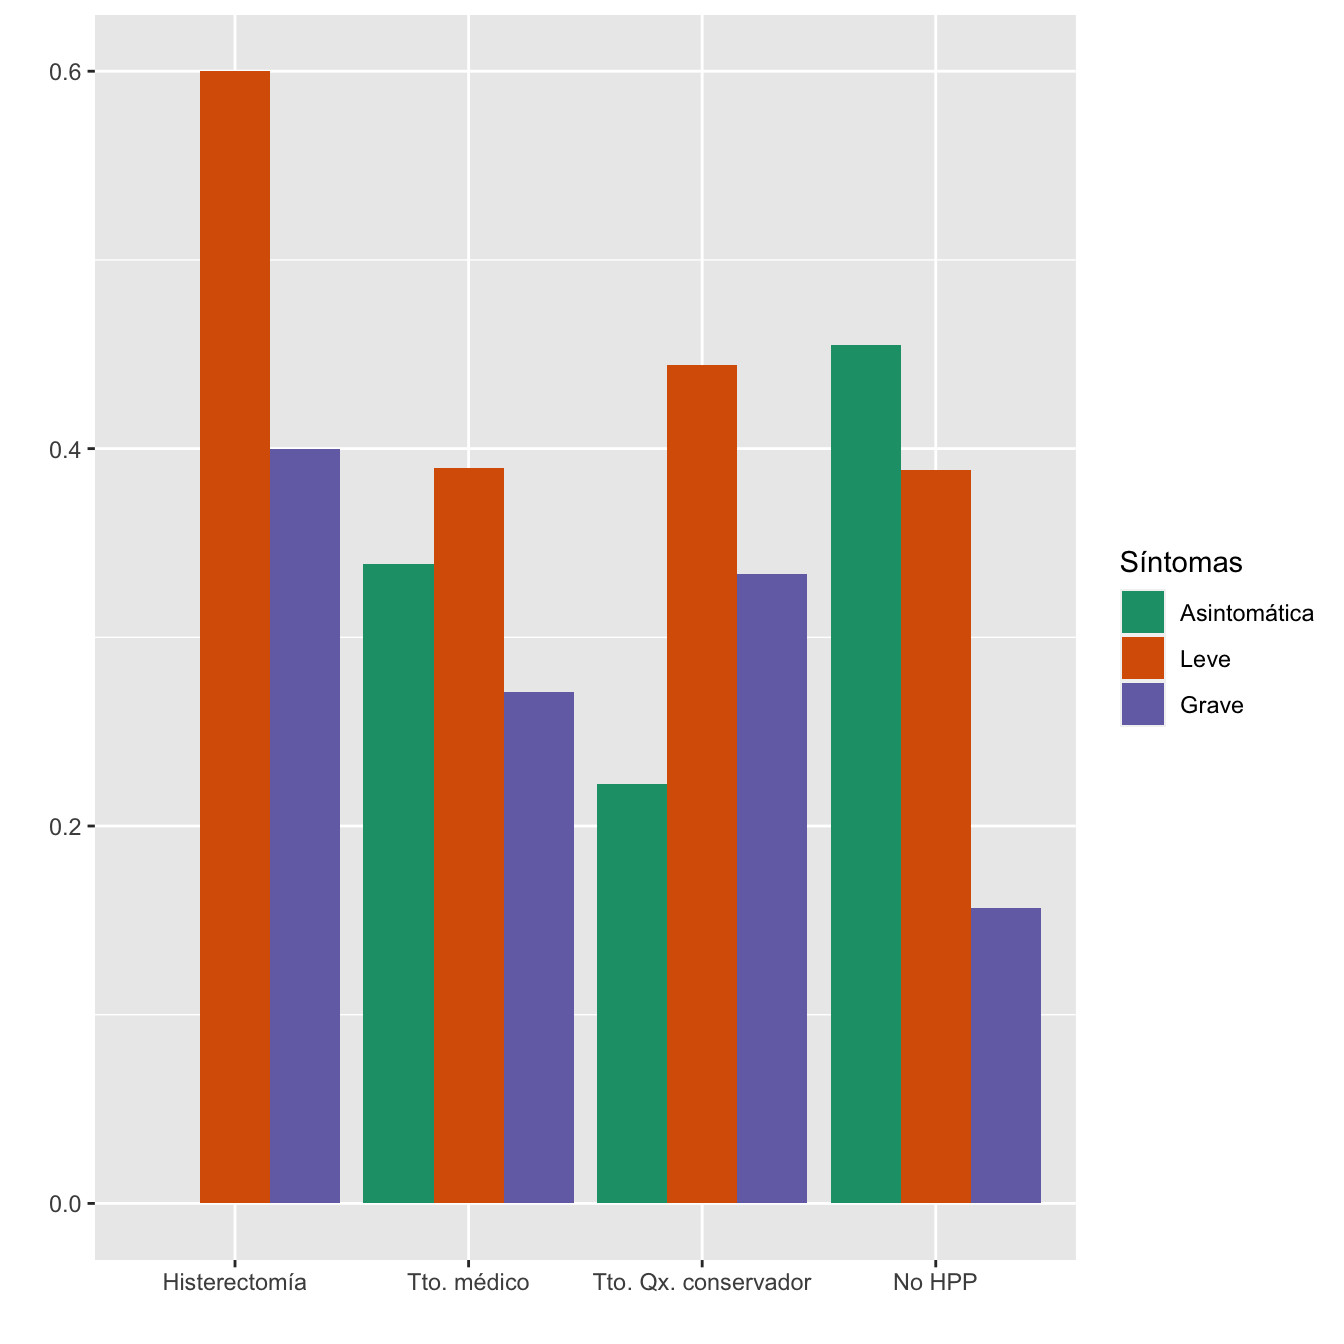 0.6
0.4
0.2
0.0
Histerectomía
Tto. médico
Tto. Qx. conservador
No HPP
Síntomas
Asintomática
Leve
Grave